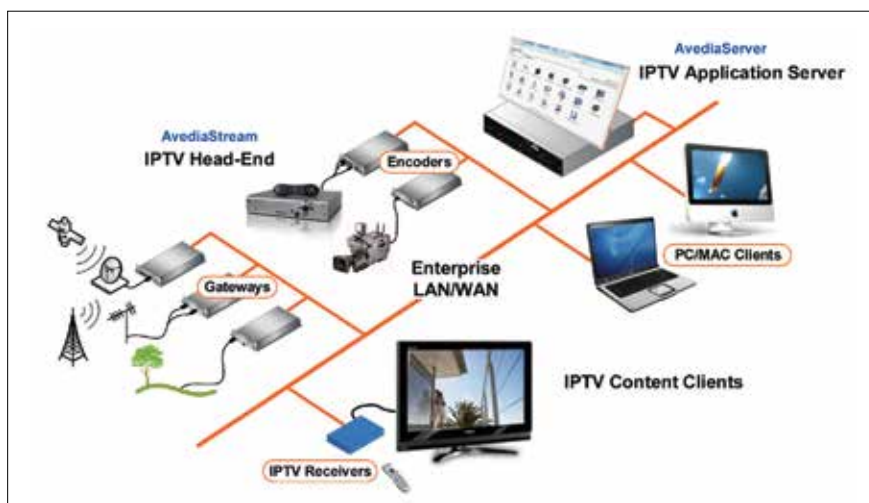 AvediaServer
IPTV Application Server
AvediaStream
IPTV Head-End
Encoders
PC/MAC Clients
Enterprise
LAN/WAN
Gateways
IPTV Content Clients
IPTV Receivers